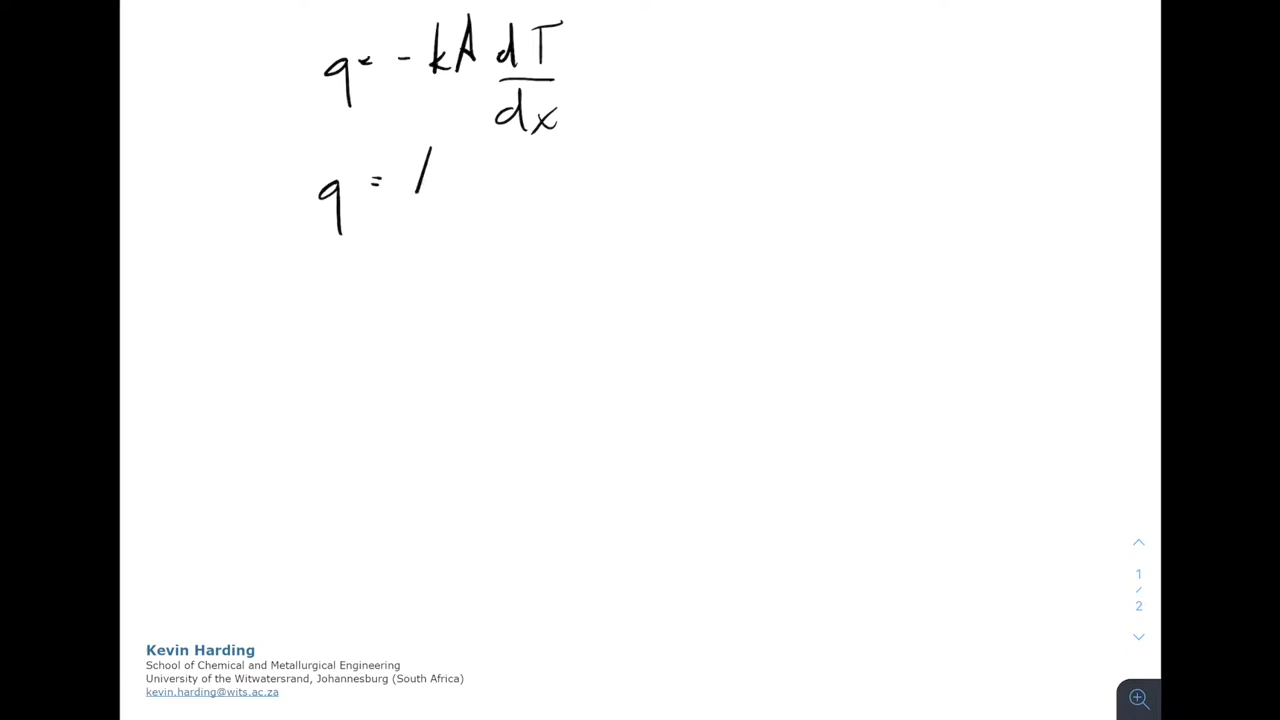 q = - kA dT
dx
q = /
1
/
2
Kevin Harding
School of Chemical and Metallurgical Engineering
University of the Witwatersrand, Johannesburg (South Africa)
kevin.harding@wits.ac.za